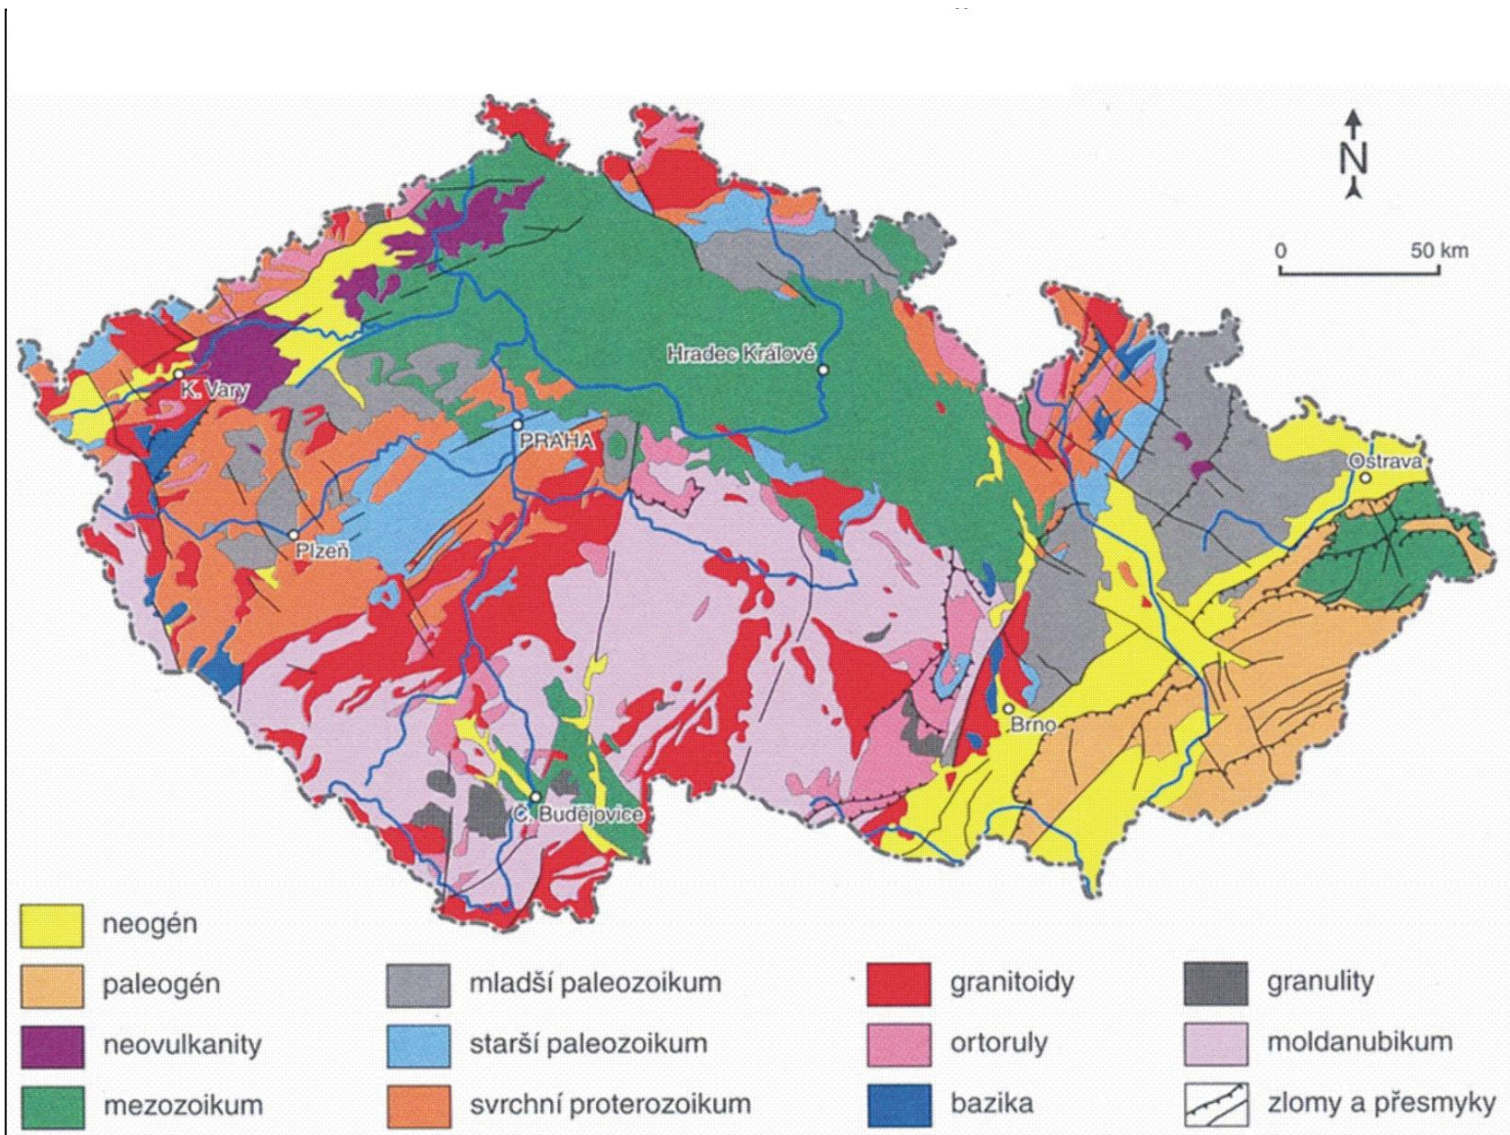 N
0 50 km
Hradec Králové
K. Vary
PRAHA
Ostrava
Plzeň
Brno
Č. Budějovice
neogén
paleogén
neovulkanity
mezozoikum
mladší paleozoikum
starší paleozoikum
svrchní proterozoikum
granitoidy
ortoruly
bazika
granulity
moldanubikum
zlomy a přesmyky